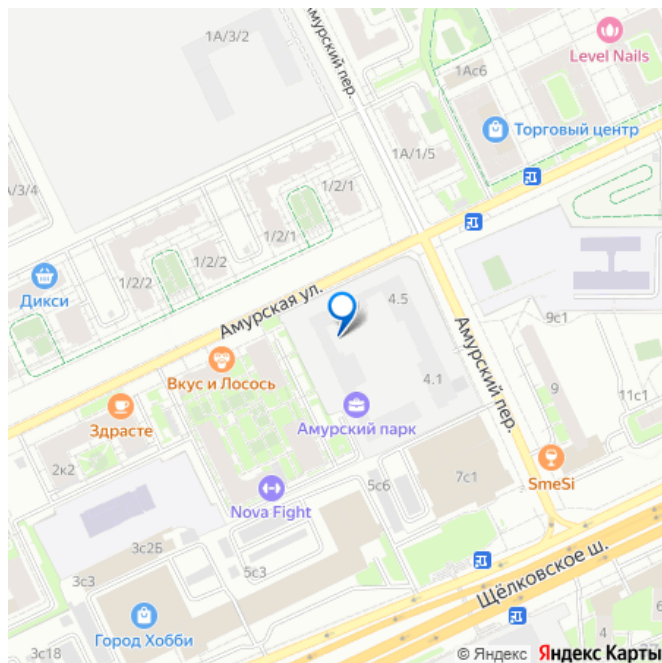 1А/3/2
Амурский пер.
Level Nails
1Ас6
Торговый центр
1А/1/5
А/3/4
1/2/1
1/2/1
1/2/2
1/2/2
Дикси
4.5
Амурская ул.
9с1
Амурский пер.
Вкус и Лосось
4.1
9
11с1
Здрасте
Амурский парк
2к2
7с1
SmeSi
5с6
Nova Fight
3с2Б
5с3
3с3
Щёлковское ш.
Город Хобби
3с18
4
6
© Яндекс Яндекс Карты